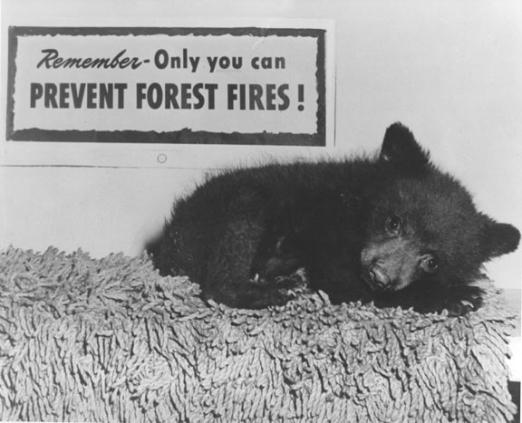 Remember- Only you can
PREVENT FOREST FIRES!